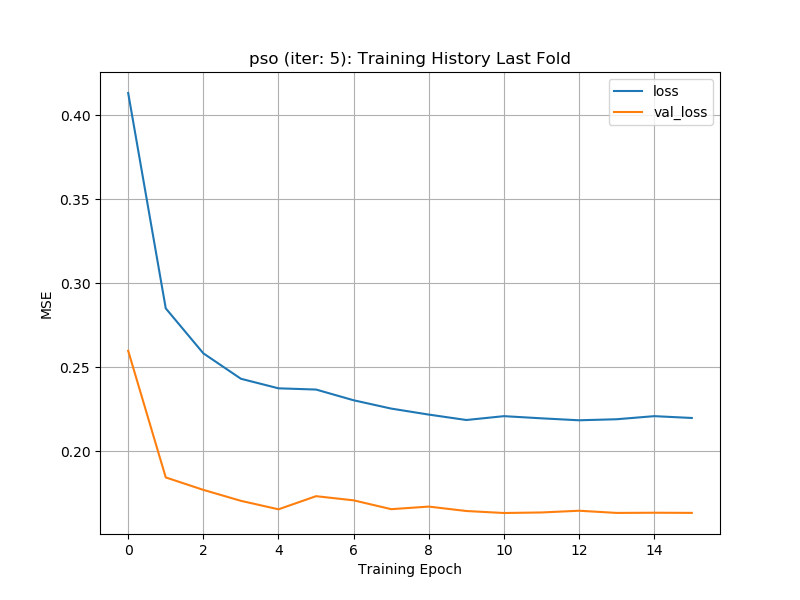 pso (iter: 5): Training History Last Fold
loss
val_loss
0.40
0.35
0.30
0.25
0.20
MSE
0 2 4 6 8 10 12 14
Training Epoch